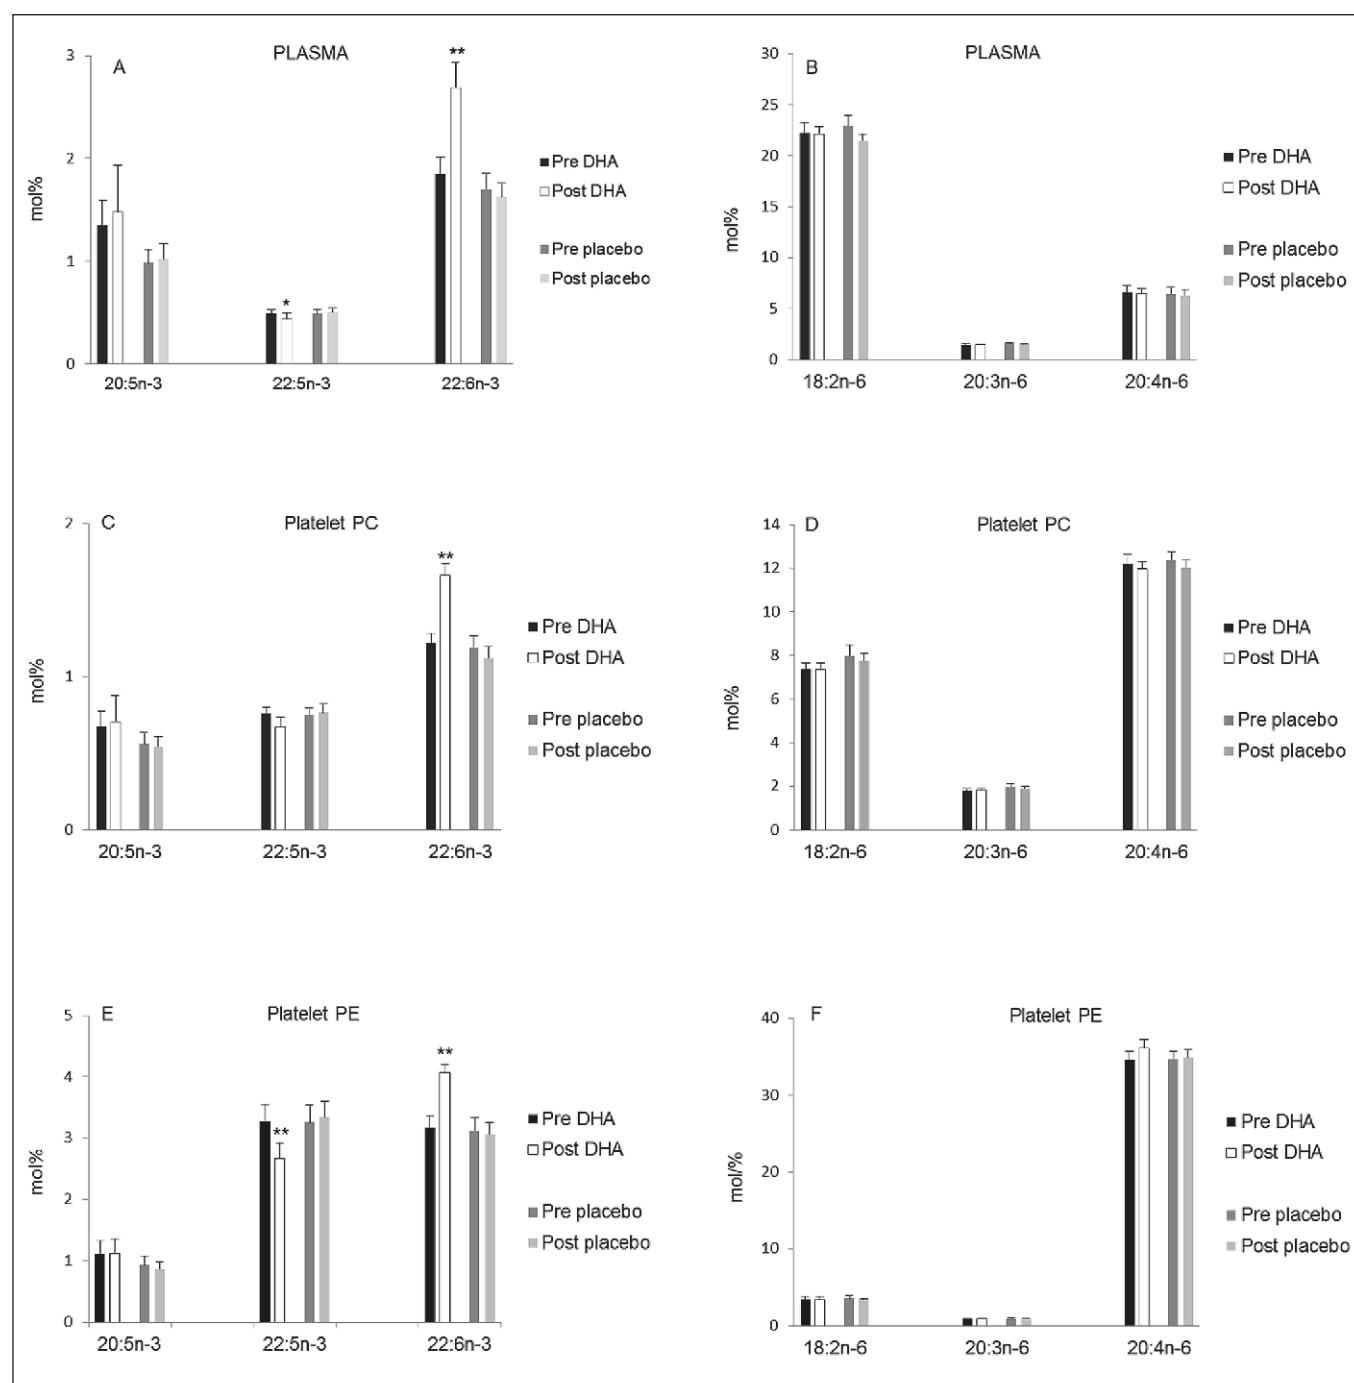 A PLASMA
3
2
1
0
mol%
**
*
20:5n-3 22:5n-3 22:6n-3
Pre DHA
Post DHA
Pre placebo
Post placebo
B PLASMA
30
25
20
15
10
5
0
mol%
18:2n-6 20:3n-6 20:4n-6
Pre DHA
Post DHA
Pre placebo
Post placebo
C Platelet PC
2
1
0
mol%
**
20:5n-3 22:5n-3 22:6n-3
Pre DHA
Post DHA
Pre placebo
Post placebo
D Platelet PC
14
12
10
8
6
4
2
0
mol%
18:2n-6 20:3n-6 20:4n-6
Pre DHA
Post DHA
Pre placebo
Post placebo
E Platelet PE
5
4
3
2
1
0
mol%
**
**
20:5n-3 22:5n-3 22:6n-3
Pre DHA
Post DHA
Pre placebo
Post placebo
F Platelet PE
40
30
20
10
0
mol/%
18:2n-6 20:3n-6 20:4n-6
Pre DHA
Post DHA
Pre placebo
Post placebo